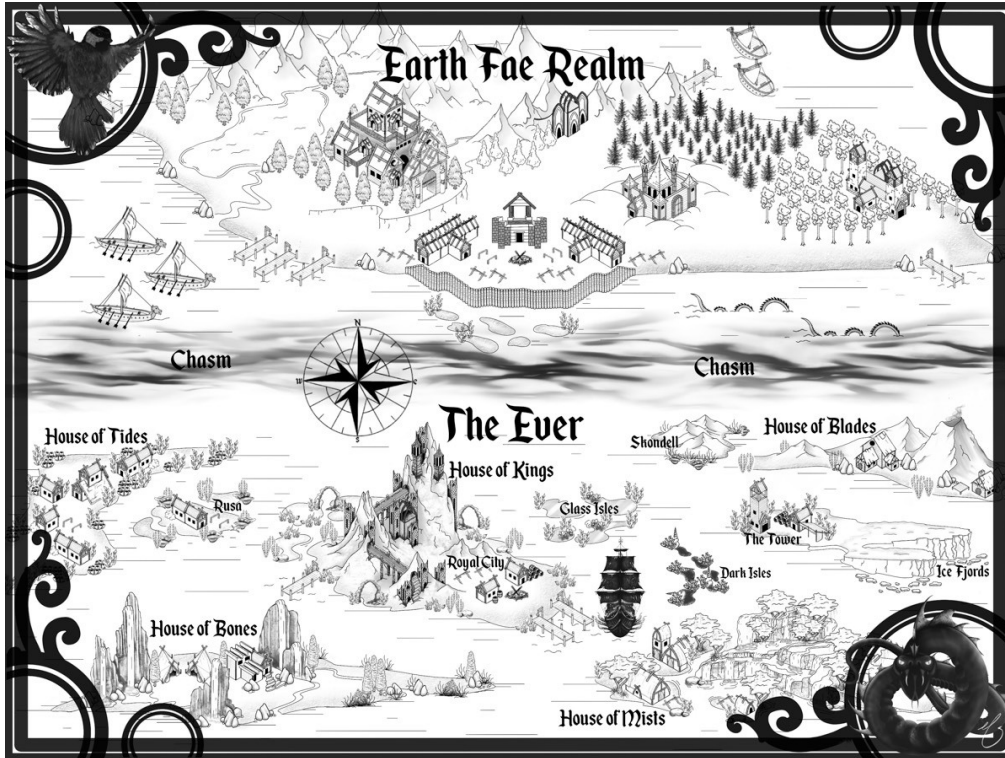 Earth Fae Realm
N
W
E
S
Chasm
Chasm
The Ever
House of Tides
Rusa
House of Kings
Royal City
Glass Isles
Skondell
House of Blades
The Tower
Ice Fjords
Dark Isles
House of Bones
House of Mists